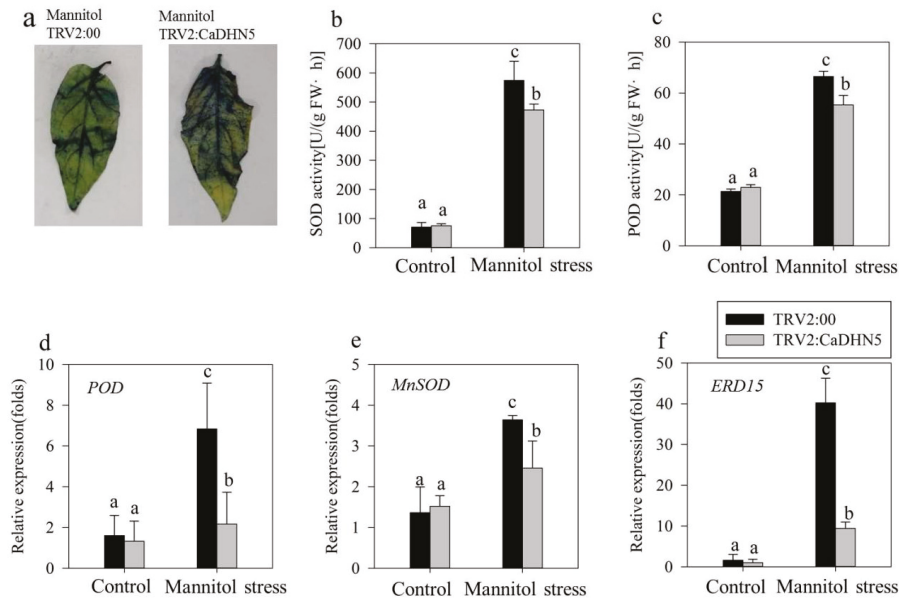 a
Mannitol
TRV2:00
Mannitol
TRV2:CaDHN5
b
SOD activity[U/(g FW· h)]
700
600
500
400
300
200
100
0
a
a
c
b
Control
Mannitol stress
c
POD activity[U/(g FW· h)]
80
60
40
20
0
a
a
c
b
Control
Mannitol stress
d
Relative expression(folds)
10
8
6
4
2
0
POD
a
a
c
b
Control
Mannitol stress
e
Relative expression(folds)
5
4
3
2
1
0
MnSOD
a
a
c
b
Control
Mannitol stress
TRV2:00
TRV2:CaDHN5
f
Relative expression(folds)
50
40
30
20
10
0
ERD15
a
a
c
b
Control
Mannitol stress